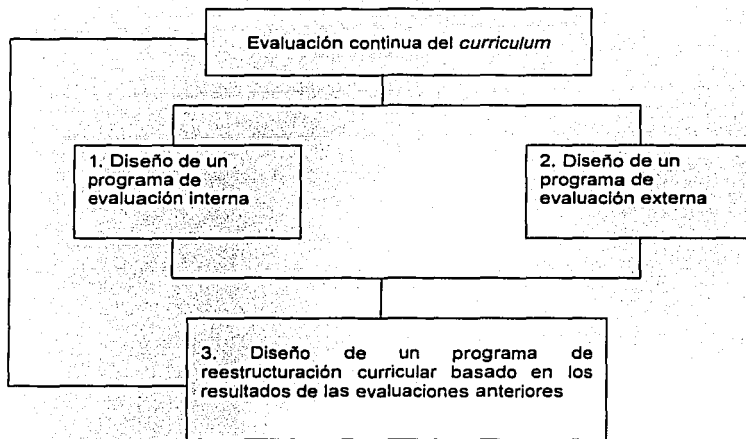 Evaluación continua del curriculum
1. Diseño de un
programa de
evaluación interna
2. Diseño de un
programa de
evaluación externa
3. Diseño de un programa de
reestructuración curricular basado en los
resultados de las evaluaciones anteriores